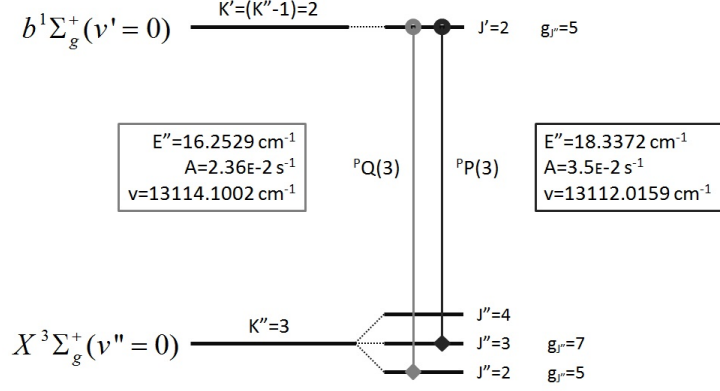 K'=(K"-1)=2
b¹Σ⁺g(v' = 0)
J'=2 gJ"=5
E"=16.2529 cm⁻¹
A=2.36E-2 s⁻¹
v=13114.1002 cm⁻¹
ᴾQ(3)
ᴾP(3)
E"=18.3372 cm⁻¹
A=3.5E-2 s⁻¹
v=13112.0159 cm⁻¹
J"=4
X³Σ⁺g(v" = 0)
K"=3
J"=3 gJ"=7
J"=2 gJ"=5